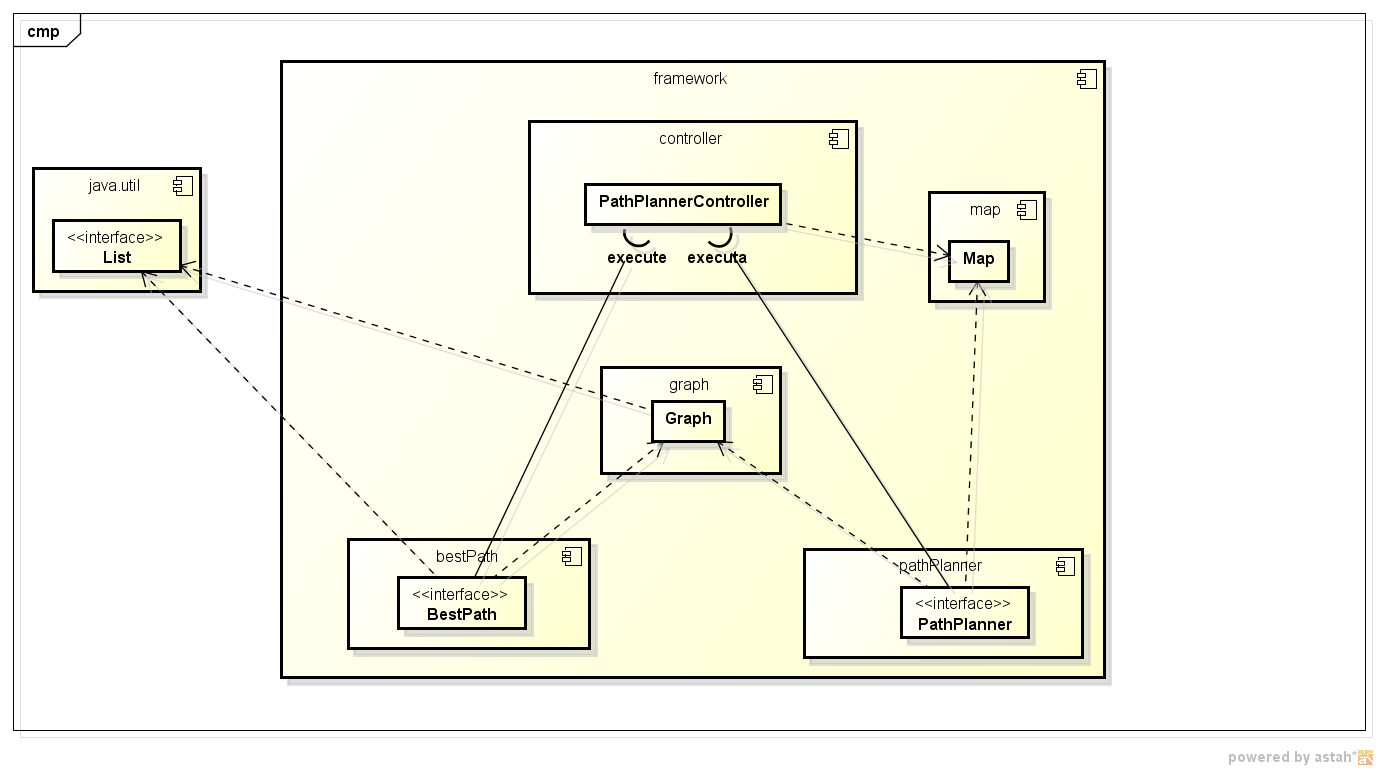 cmp
framework
controller
PathPlannerController
execute
executa
java.util
<<interface>>
List
map
Map
graph
Graph
bestPath
<<interface>>
BestPath
pathPlanner
<<interface>>
PathPlanner
powered by astah*